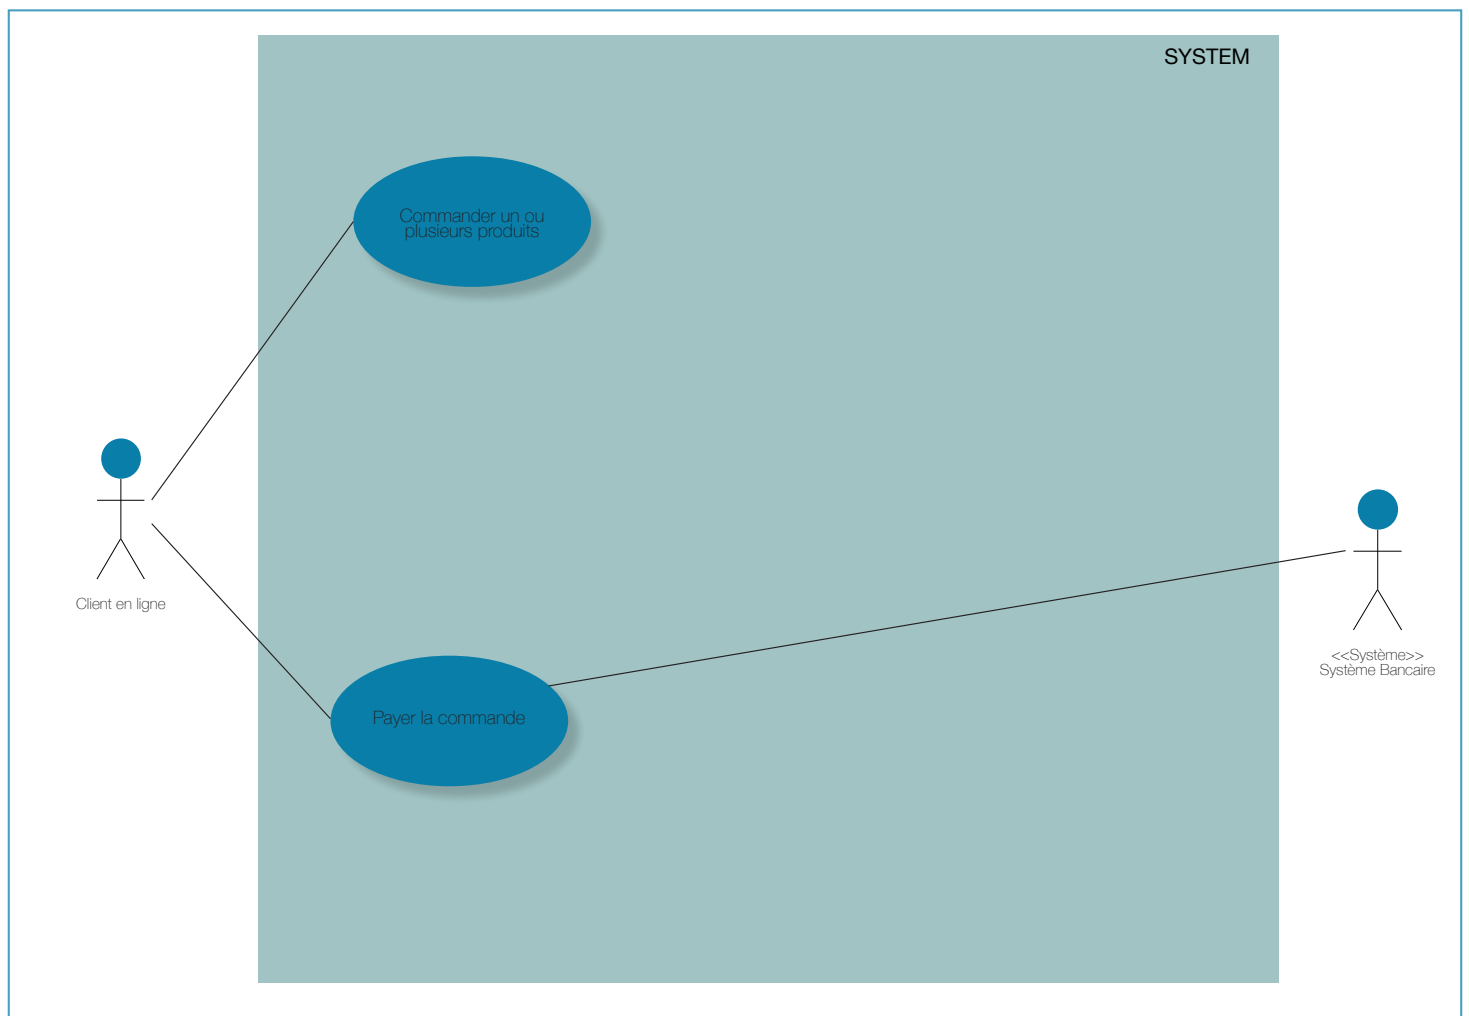 SYSTEM
Commander un ou
plusieurs produits
Client en ligne
<<Système>>
Système Bancaire
Payer la commande